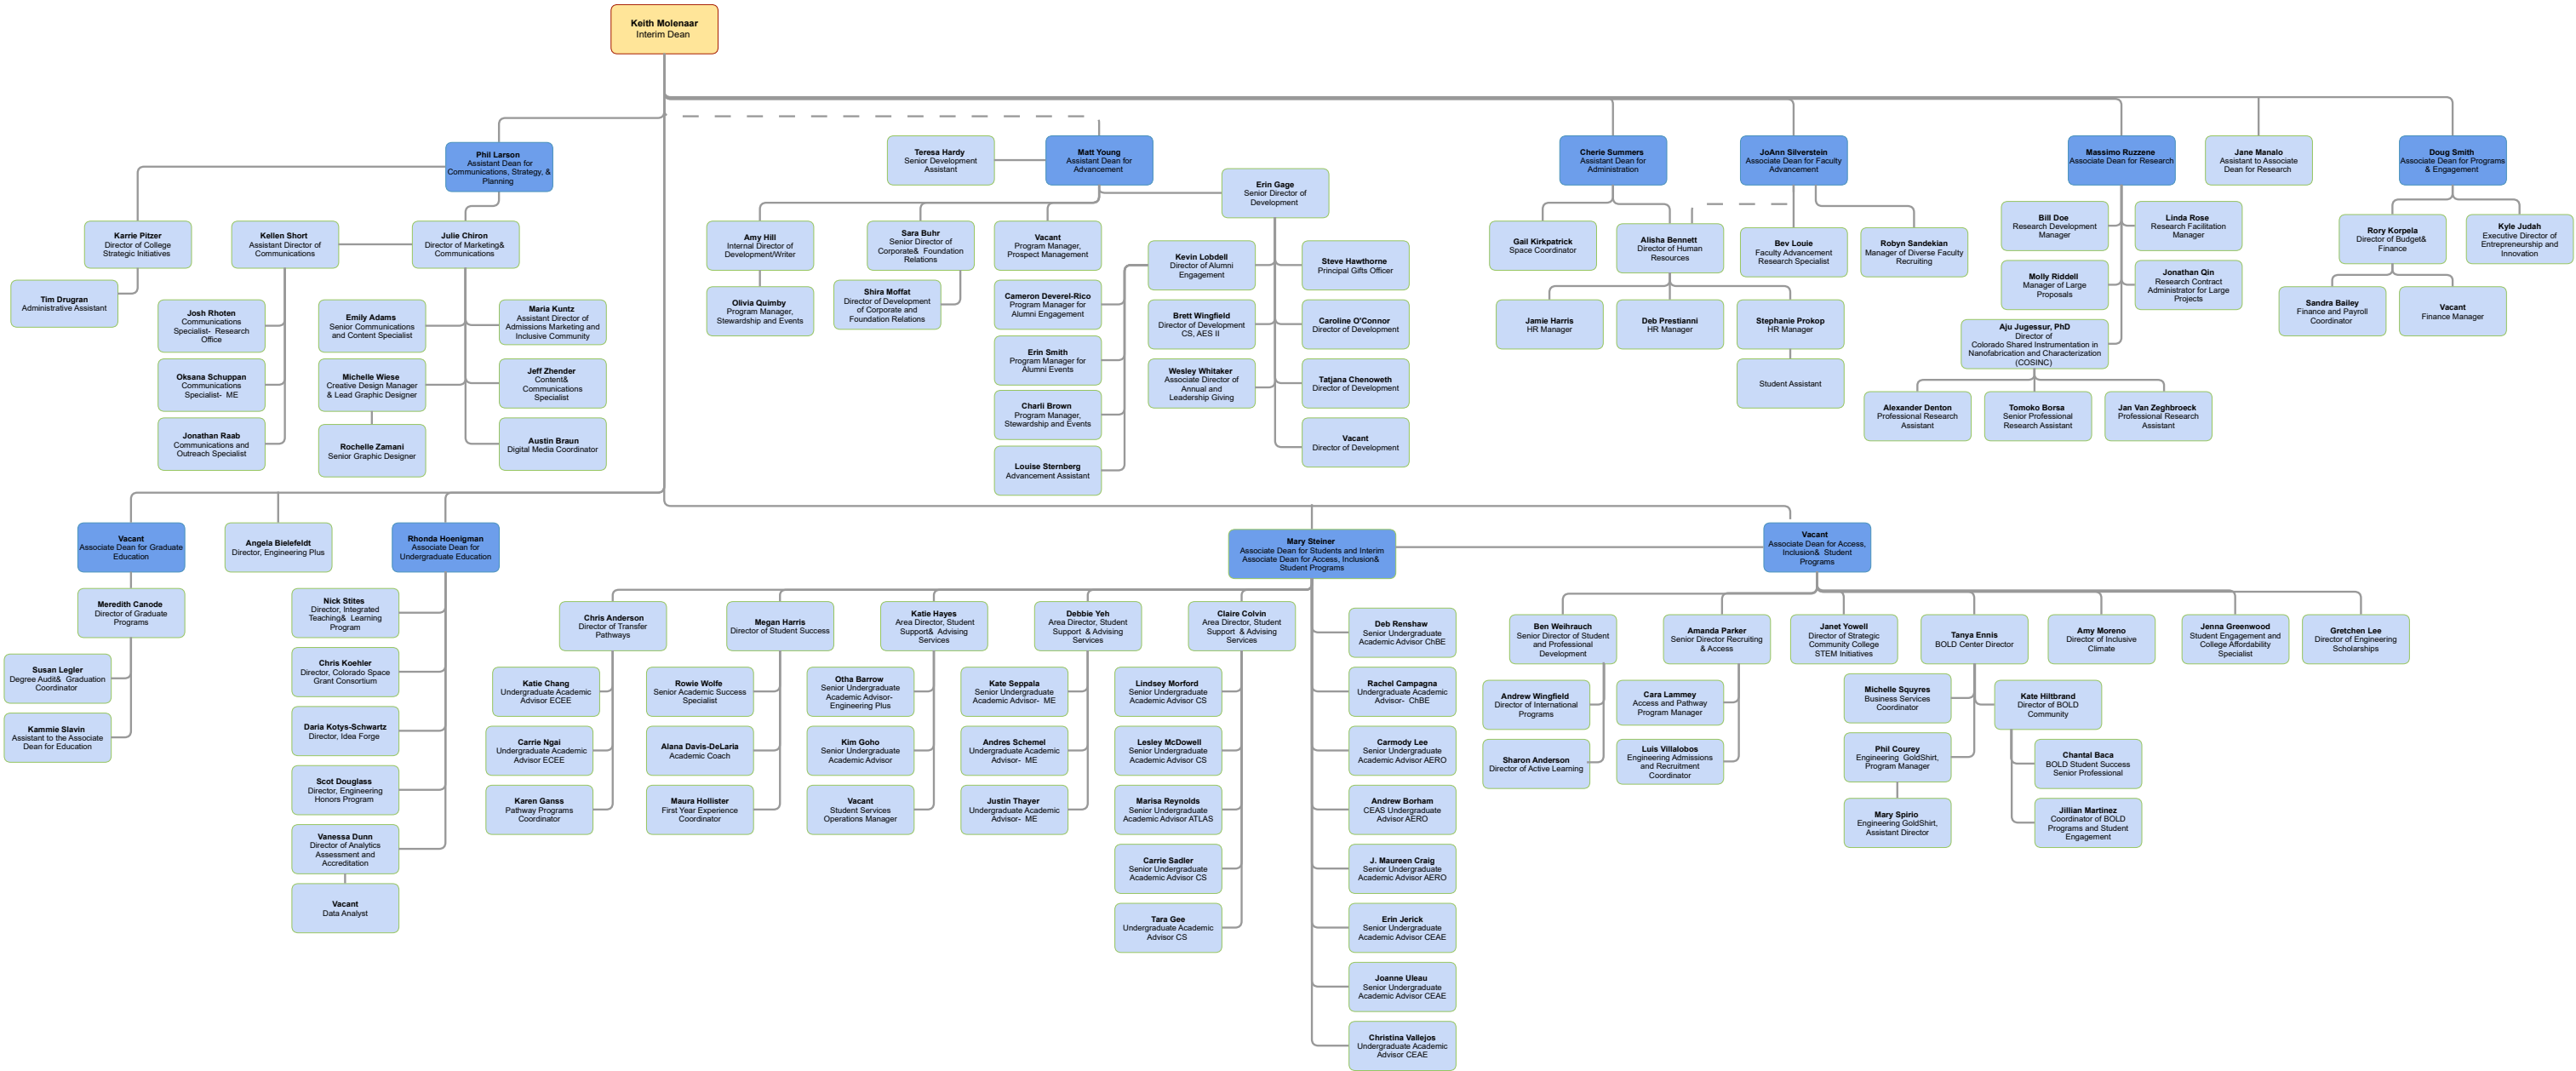 Keith Molenaar
Interim Dean
Phil Larson
Assistant Dean for
Communications, Strategy, &
Planning
Teresa Hardy
Senior Development
Assistant
Matt Young
Assistant Dean for
Advancement
Erin Gage
Senior Director of
Development
Cherie Summers
Assistant Dean for
Administration
JoAnn Silverstein
Associate Dean for Faculty
Advancement
Massimo Ruzzene
Associate Dean for Research
Jane Manalo
Assistant to Associate
Dean for Research
Doug Smith
Associate Dean for Programs
& Engagement
Karrie Pitzer
Director of College
Strategic Initiatives
Kellen Short
Assistant Director of
Communications
Julie Chiron
Director of Marketing&
Communications
Tim Drugran
Administrative Assistant
Josh Rhoten
Communications
Specialist- Research
Office
Oksana Schuppan
Communications
Specialist- ME
Jonathan Raab
Communications and
Outreach Specialist
Emily Adams
Senior Communications
and Content Specialist
Michelle Wiese
Creative Design Manager
& Lead Graphic Designer
Rochelle Zamani
Senior Graphic Designer
Maria Kuntz
Assistant Director of
Admissions Marketing and
Inclusive Community
Jeff Zhender
Content&
Communications
Specialist
Austin Braun
Digital Media Coordinator
Amy Hill
Internal Director of
Development/Writer
Olivia Quimby
Program Manager,
Stewardship and Events
Sara Buhr
Senior Director of
Corporate& Foundation
Relations
Shira Moffat
Director of Development
of Corporate and
Foundation Relations
Vacant
Program Manager,
Prospect Management
Cameron Deverel-Rico
Program Manager for
Alumni Engagement
Erin Smith
Program Manager for
Alumni Events
Charli Brown
Program Manager,
Stewardship and Events
Louise Sternberg
Advancement Assistant
Kevin Lobdell
Director of Alumni
Engagement
Brett Wingfield
Director of Development
CS, AES II
Wesley Whitaker
Associate Director of
Annual and
Leadership Giving
Steve Hawthorne
Principal Gifts Officer
Caroline O'Connor
Director of Development
Tatjana Chenoweth
Director of Development
Vacant
Director of Development
Gail Kirkpatrick
Space Coordinator
Alisha Bennett
Director of Human
Resources
Bev Louie
Faculty Advancement
Research Specialist
Robyn Sandekian
Manager of Diverse Faculty
Recruiting
Jamie Harris
HR Manager
Deb Prestianni
HR Manager
Stephanie Prokop
HR Manager
Student Assistant
Bill Doe
Research Development
Manager
Linda Rose
Research Facilitation
Manager
Molly Riddell
Manager of Large
Proposals
Jonathan Qin
Research Contract
Administrator for Large
Projects
Aju Jugessur, PhD
Director of
Colorado Shared Instrumentation in
Nanofabrication and Characterization
(COSINC)
Alexander Denton
Professional Research
Assistant
Tomoko Borsa
Senior Professional
Research Assistant
Jan Van Zeghbroeck
Professional Research
Assistant
Rory Korpela
Director of Budget&
Finance
Kyle Judah
Executive Director of
Entrepreneurship and
Innovation
Sandra Bailey
Finance and Payroll
Coordinator
Vacant
Finance Manager
Vacant
Associate Dean for Graduate
Education
Angela Bielefeldt
Director, Engineering Plus
Rhonda Hoenigman
Associate Dean for
Undergraduate Education
Mary Steiner
Associate Dean for Students and Interim
Associate Dean for Access, Inclusion&
Student Programs
Vacant
Associate Dean for Access,
Inclusion& Student
Programs
Meredith Canode
Director of Graduate
Programs
Susan Legler
Degree Audit& Graduation
Coordinator
Kammie Slavin
Assistant to the Associate
Dean for Education
Nick Stites
Director, Integrated
Teaching& Learning
Program
Chris Koehler
Director, Colorado Space
Grant Consortium
Daria Kotys-Schwartz
Director, Idea Forge
Scot Douglass
Director, Engineering
Honors Program
Vanessa Dunn
Director of Analytics
Assessment and
Accreditation
Vacant
Data Analyst
Chris Anderson
Director of Transfer
Pathways
Katie Chang
Undergraduate Academic
Advisor ECEE
Carrie Ngai
Undergraduate Academic
Advisor ECEE
Karen Ganss
Pathway Programs
Coordinator
Megan Harris
Director of Student Success
Rowie Wolfe
Senior Academic Success
Specialist
Alana Davis-DeLaria
Academic Coach
Maura Hollister
First Year Experience
Coordinator
Katie Hayes
Area Director, Student
Support& Advising
Services
Otha Barrow
Senior Undergraduate
Academic Advisor-
Engineering Plus
Kim Goho
Senior Undergraduate
Academic Advisor
Vacant
Student Services
Operations Manager
Debbie Yeh
Area Director, Student
Support & Advising
Services
Kate Seppala
Senior Undergraduate
Academic Advisor- ME
Andres Schemel
Undergraduate Academic
Advisor- ME
Justin Thayer
Undergraduate Academic
Advisor- ME
Claire Colvin
Area Director, Student
Support & Advising
Services
Lindsey Morford
Senior Undergraduate
Academic Advisor CS
Lesley McDowell
Senior Undergraduate
Academic Advisor CS
Marisa Reynolds
Senior Undergraduate
Academic Advisor ATLAS
Carrie Sadler
Senior Undergraduate
Academic Advisor CS
Tara Gee
Undergraduate Academic
Advisor CS
Deb Renshaw
Senior Undergraduate
Academic Advisor ChBE
Rachel Campagna
Undergraduate Academic
Advisor- ChBE
Carmody Lee
Senior Undergraduate
Academic Advisor AERO
Andrew Borham
CEAS Undergraduate
Advisor AERO
J. Maureen Craig
Senior Undergraduate
Academic Advisor AERO
Erin Jerick
Senior Undergraduate
Academic Advisor CEAE
Joanne Uleau
Senior Undergraduate
Academic Advisor CEAE
Christina Vallejos
Undergraduate Academic
Advisor CEAE
Ben Weihrauch
Senior Director of Student
and Professional
Development
Andrew Wingfield
Director of International
Programs
Sharon Anderson
Director of Active Learning
Amanda Parker
Senior Director Recruiting
& Access
Cara Lammey
Access and Pathway
Program Manager
Luis Villalobos
Engineering Admissions
and Recruitment
Coordinator
Janet Yowell
Director of Strategic
Community College
STEM Initiatives
Tanya Ennis
BOLD Center Director
Michelle Squyres
Business Services
Coordinator
Phil Courey
Engineering GoldShirt,
Program Manager
Mary Spirio
Engineering GoldShirt,
Assistant Director
Kate Hiltbrand
Director of BOLD
Community
Chantal Baca
BOLD Student Success
Senior Professional
Jillian Martinez
Coordinator of BOLD
Programs and Student
Engagement
Amy Moreno
Director of Inclusive
Climate
Jenna Greenwood
Student Engagement and
College Affordability
Specialist
Gretchen Lee
Director of Engineering
Scholarships